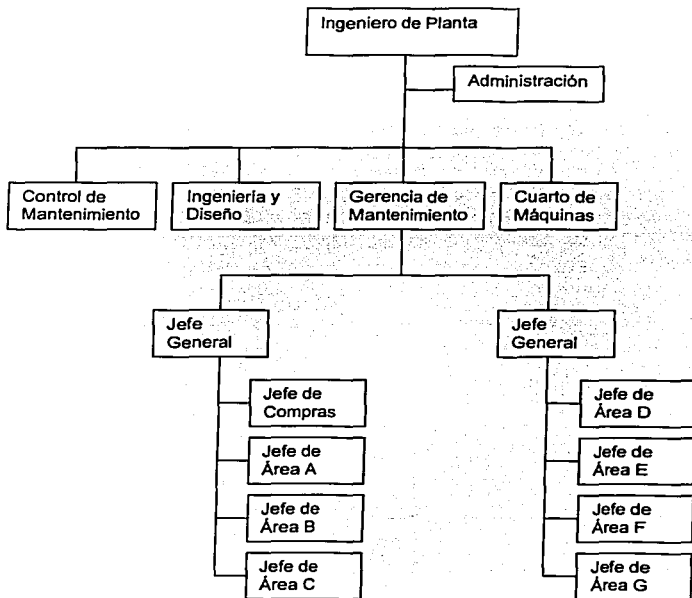 Ingeniero de Planta
Administración
Control de
Mantenimiento
Ingeniería y
Diseño
Gerencia de
Mantenimiento
Cuarto de
Máquinas
Jefe
General
Jefe
General
Jefe de
Compras
Jefe de
Área A
Jefe de
Área B
Jefe de
Área C
Jefe de
Área D
Jefe de
Área E
Jefe de
Área F
Jefe de
Área G